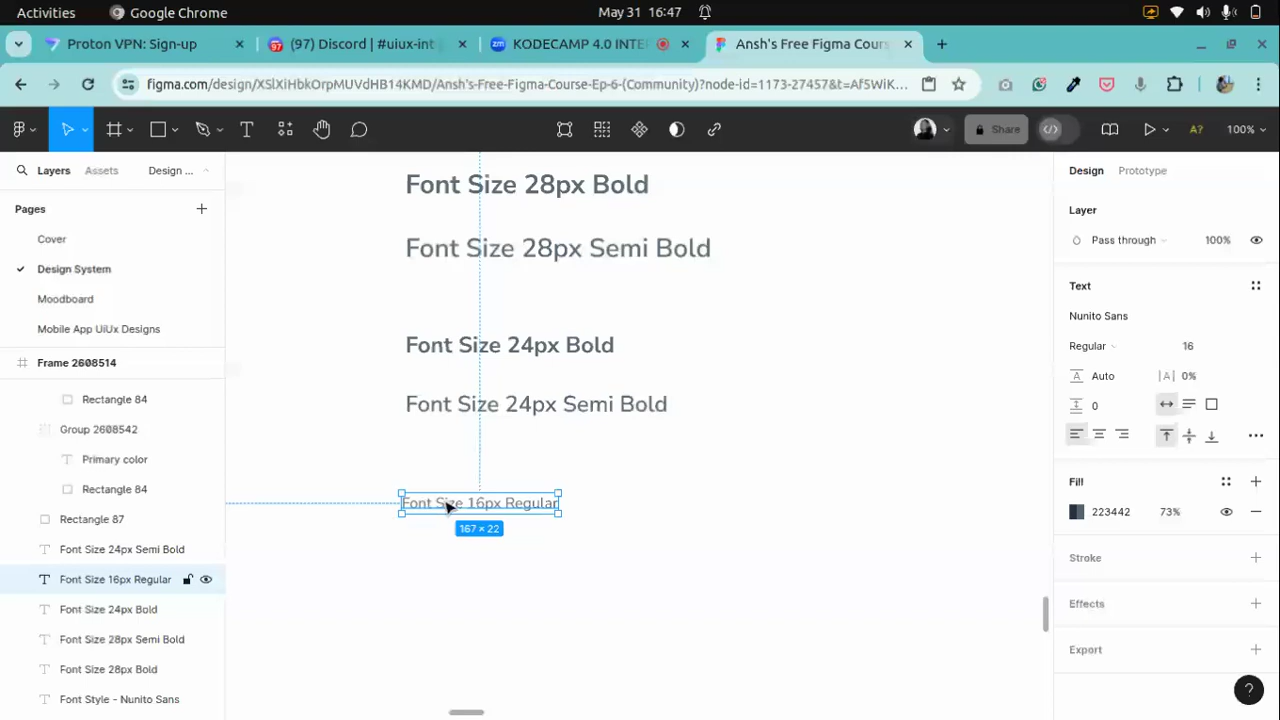 Activities Google Chrome May 31 16:47
Proton VPN: Sign-up (97) Discord | #uiux-int KODECAMP 4.0 INTER Ansh's Free Figma Cours
figma.com/design/XSlXiHbkOrpMUVdHB14KMD/Ansh's-Free-Figma-Course-Ep-6-(Community)?node-id=1173-27457&t=Af5WiK...
Share A? 100%
Layers Assets Design ...
Pages
Cover
Design System
Moodboard
Mobile App UiUx Designs
Frame 2608514
Rectangle 84
Group 2608542
Primary color
Rectangle 84
Rectangle 87
Font Size 24px Semi Bold
Font Size 16px Regular
Font Size 24px Bold
Font Size 28px Semi Bold
Font Size 28px Bold
Font Style - Nunito Sans
Font Size 28px Bold
Font Size 28px Semi Bold
Font Size 24px Bold
Font Size 24px Semi Bold
Font Size 16px Regular
167 × 22
Design Prototype
Layer
Pass through 100%
Text
Nunito Sans
Regular 16
Auto |A| 0%
0
Fill
223442 73%
Stroke
Effects
Export
?